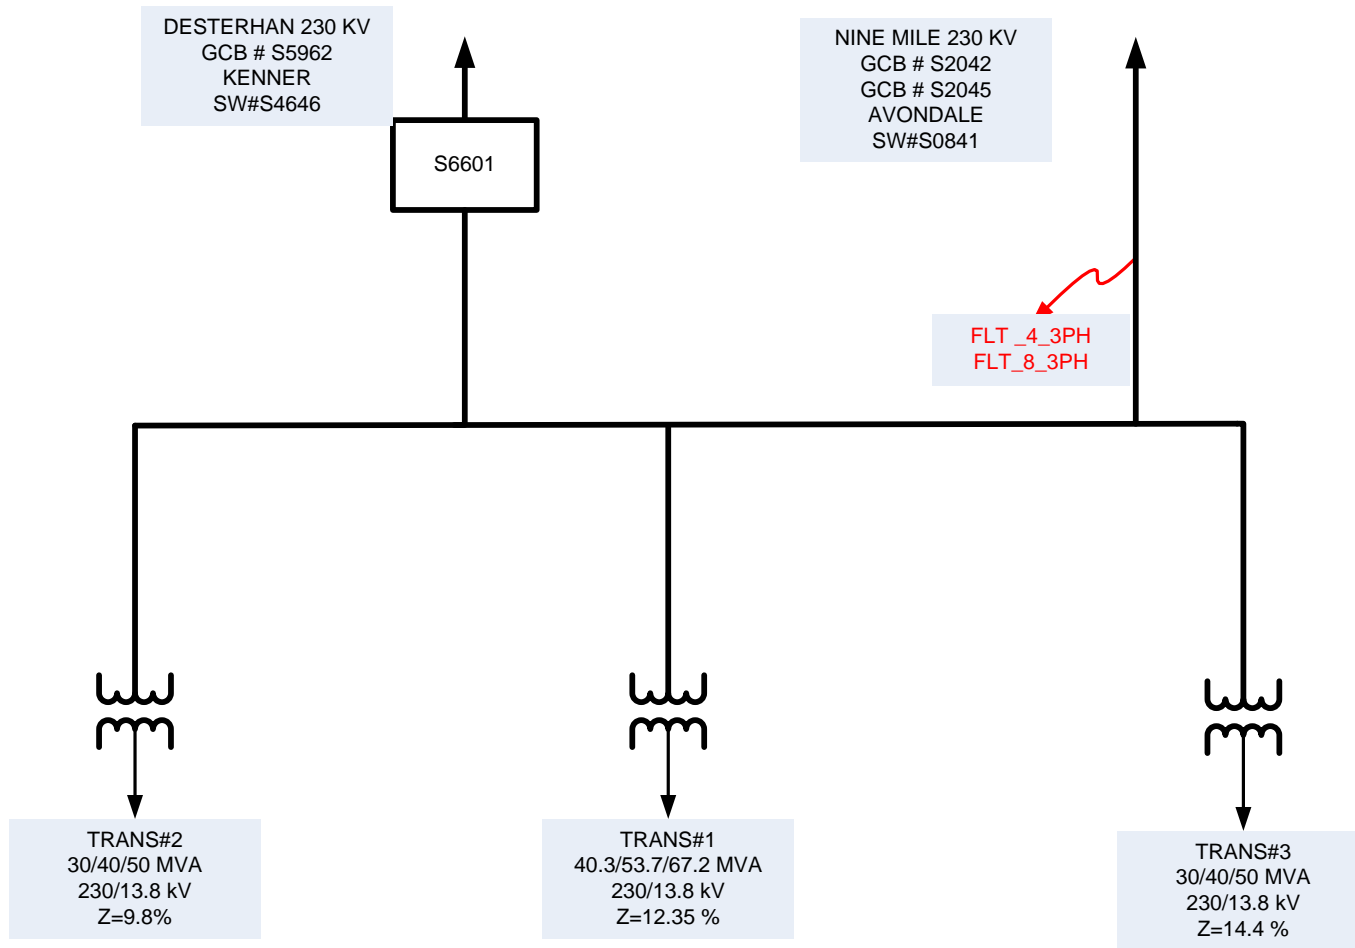 DESTERHAN 230 KV
GCB # S5962
KENNER
SW#S4646
NINE MILE 230 KV
GCB # S2042
GCB # S2045
AVONDALE
SW#S0841
S6601
FLT _4_3PH
FLT_8_3PH
TRANS#2
30/40/50 MVA
230/13.8 kV
Z=9.8%
TRANS#1
40.3/53.7/67.2 MVA
230/13.8 kV
Z=12.35 %
TRANS#3
30/40/50 MVA
230/13.8 kV
Z=14.4 %